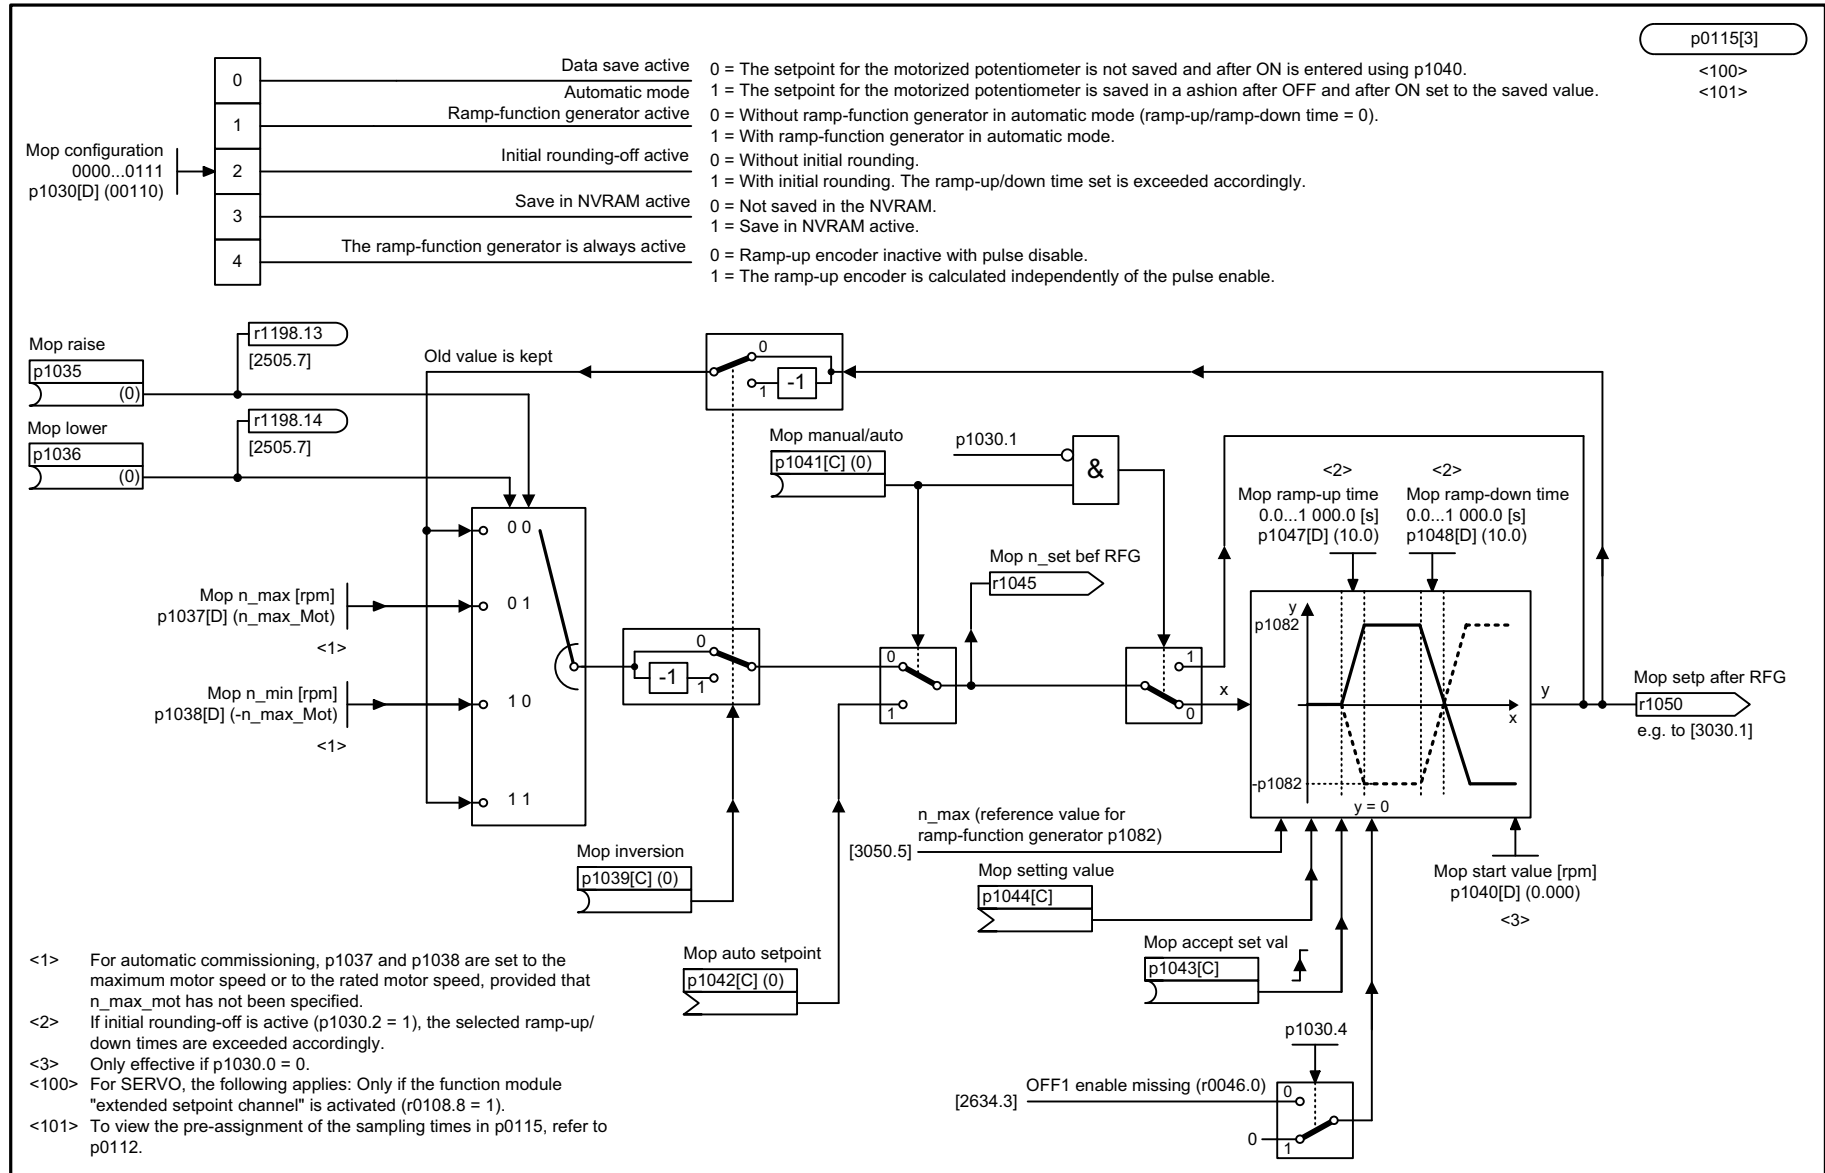 p0115[3]
<100>
<101>
0
Data save active
0 = The setpoint for the motorized potentiometer is not saved and after ON is entered using p1040.
Automatic mode
1 = The setpoint for the motorized potentiometer is saved in a ashion after OFF and after ON set to the saved value.
1
Ramp-function generator active
0 = Without ramp-function generator in automatic mode (ramp-up/ramp-down time = 0).
1 = With ramp-function generator in automatic mode.
Mop configuration
0000...0111
p1030[D] (00110)
2
Initial rounding-off active
0 = Without initial rounding.
1 = With initial rounding. The ramp-up/down time set is exceeded accordingly.
3
Save in NVRAM active
0 = Not saved in the NVRAM.
1 = Save in NVRAM active.
4
The ramp-function generator is always active
0 = Ramp-up encoder inactive with pulse disable.
1 = The ramp-up encoder is calculated independently of the pulse enable.
Mop raise
p1035
(0)
r1198.13
[2505.7]
Mop lower
p1036
(0)
r1198.14
[2505.7]
Old value is kept
0
1
-1
Mop manual/auto
p1041[C] (0)
p1030.1
&
<2>
Mop ramp-up time
0.0...1 000.0 [s]
p1047[D] (10.0)
<2>
Mop ramp-down time
0.0...1 000.0 [s]
p1048[D] (10.0)
0 0
0 1
1 0
1 1
Mop n_max [rpm]
p1037[D] (n_max_Mot)
<1>
Mop n_min [rpm]
p1038[D] (-n_max_Mot)
<1>
0
-1
1
0
1
Mop n_set bef RFG
r1045
1
0
x
y
p1082
x
-p1082
y = 0
y
Mop setp after RFG
r1050
e.g. to [3030.1]
n_max (reference value for
ramp-function generator p1082)
[3050.5]
Mop inversion
p1039[C] (0)
Mop setting value
p1044[C]
Mop start value [rpm]
p1040[D] (0.000)
<3>
Mop auto setpoint
p1042[C] (0)
Mop accept set val
p1043[C]
p1030.4
OFF1 enable missing (r0046.0)
[2634.3]
0
0
1
<1> For automatic commissioning, p1037 and p1038 are set to the
maximum motor speed or to the rated motor speed, provided that
n_max_mot has not been specified.
<2> If initial rounding-off is active (p1030.2 = 1), the selected ramp-up/
down times are exceeded accordingly.
<3> Only effective if p1030.0 = 0.
<100> For SERVO, the following applies: Only if the function module
"extended setpoint channel" is activated (r0108.8 = 1).
<101> To view the pre-assignment of the sampling times in p0115, refer to
p0112.